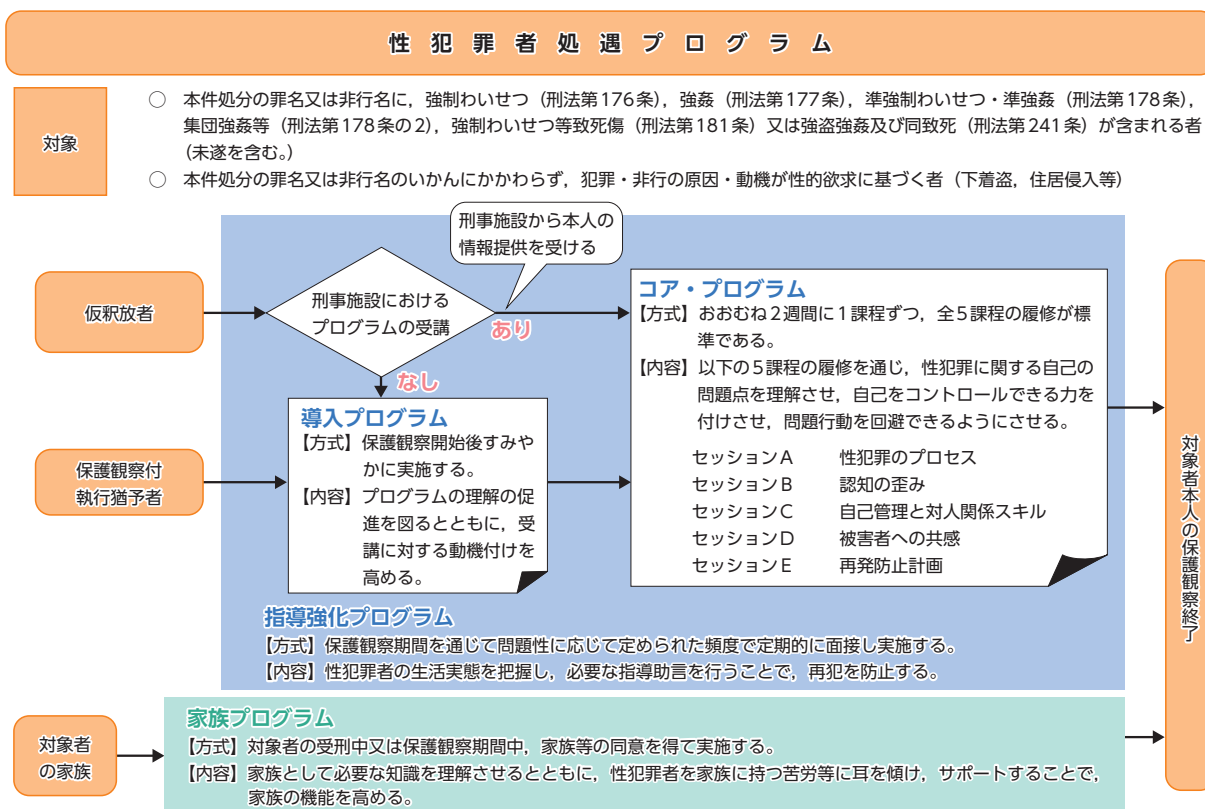 性犯罪者処遇プログラム
対象
○ 本件処分の罪名又は非行名に，強制わいせつ（刑法第176条），強姦（刑法第177条），準強制わいせつ・準強姦（刑法第178条），
集団強姦等（刑法第178条の2），強制わいせつ等致死傷（刑法第181条）又は強盗強姦及び同致死（刑法第241条）が含まれる者
（未遂を含む。）
○ 本件処分の罪名又は非行名のいかんにかかわらず，犯罪・非行の原因・動機が性的欲求に基づく者（下着盗，住居侵入等）
刑事施設から本人の
情報提供を受ける
仮釈放者
刑事施設における
プログラムの受講
あり
なし
導入プログラム
【方式】保護観察開始後すみや
かに実施する。
【内容】プログラムの理解の促
進を図るとともに，受
講に対する動機付けを
高める。
保護観察付
執行猶予者
コア・プログラム
【方式】おおむね2週間に1課程ずつ，全5課程の履修が標
準である。
【内容】以下の5課程の履修を通じ，性犯罪に関する自己の
問題点を理解させ，自己をコントロールできる力を
付けさせ，問題行動を回避できるようにさせる。
セッションA 性犯罪のプロセス
セッションB 認知の歪み
セッションC 自己管理と対人関係スキル
セッションD 被害者への共感
セッションE 再発防止計画
指導強化プログラム
【方式】保護観察期間を通じて問題性に応じて定められた頻度で定期的に面接し実施する。
【内容】性犯罪者の生活実態を把握し，必要な指導助言を行うことで，再犯を防止する。
対象者
の家族
家族プログラム
【方式】対象者の受刑中又は保護観察期間中，家族等の同意を得て実施する。
【内容】家族として必要な知識を理解させるとともに，性犯罪者を家族に持つ苦労等に耳を傾け，サポートすることで，
家族の機能を高める。
対象者本人の保護観察終了